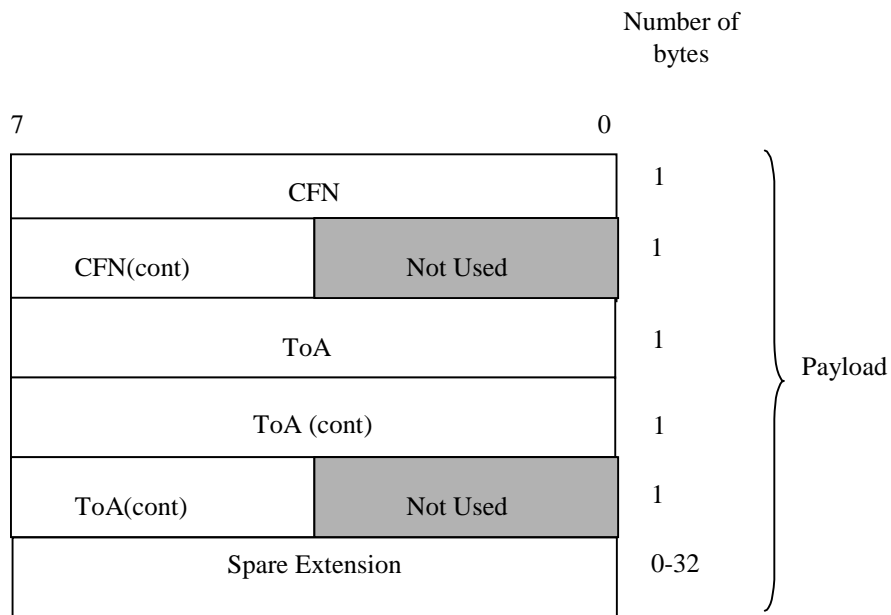 Number of
bytes
7 0
CFN 1
CFN(cont) Not Used 1
ToA 1
Payload
ToA (cont) 1
ToA(cont) Not Used 1
Spare Extension 0-32